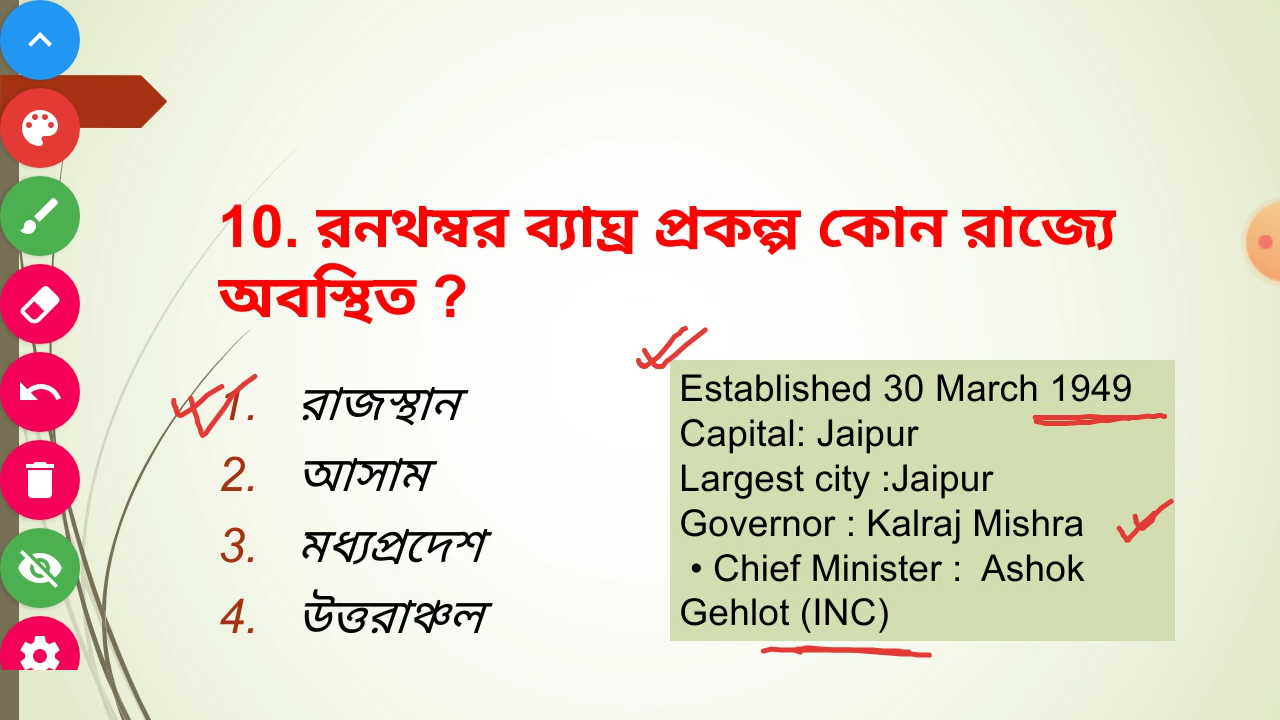 10. রনথম্বর ব্যাঘ্র প্রকল্প কোন রাজ্যে
অবস্থিত ?
1. রাজস্থান
2. আসাম
3. মধ্যপ্রদেশ
4. উত্তরাঞ্চল
Established 30 March 1949
Capital: Jaipur
Largest city :Jaipur
Governor : Kalraj Mishra
• Chief Minister : Ashok
Gehlot (INC)